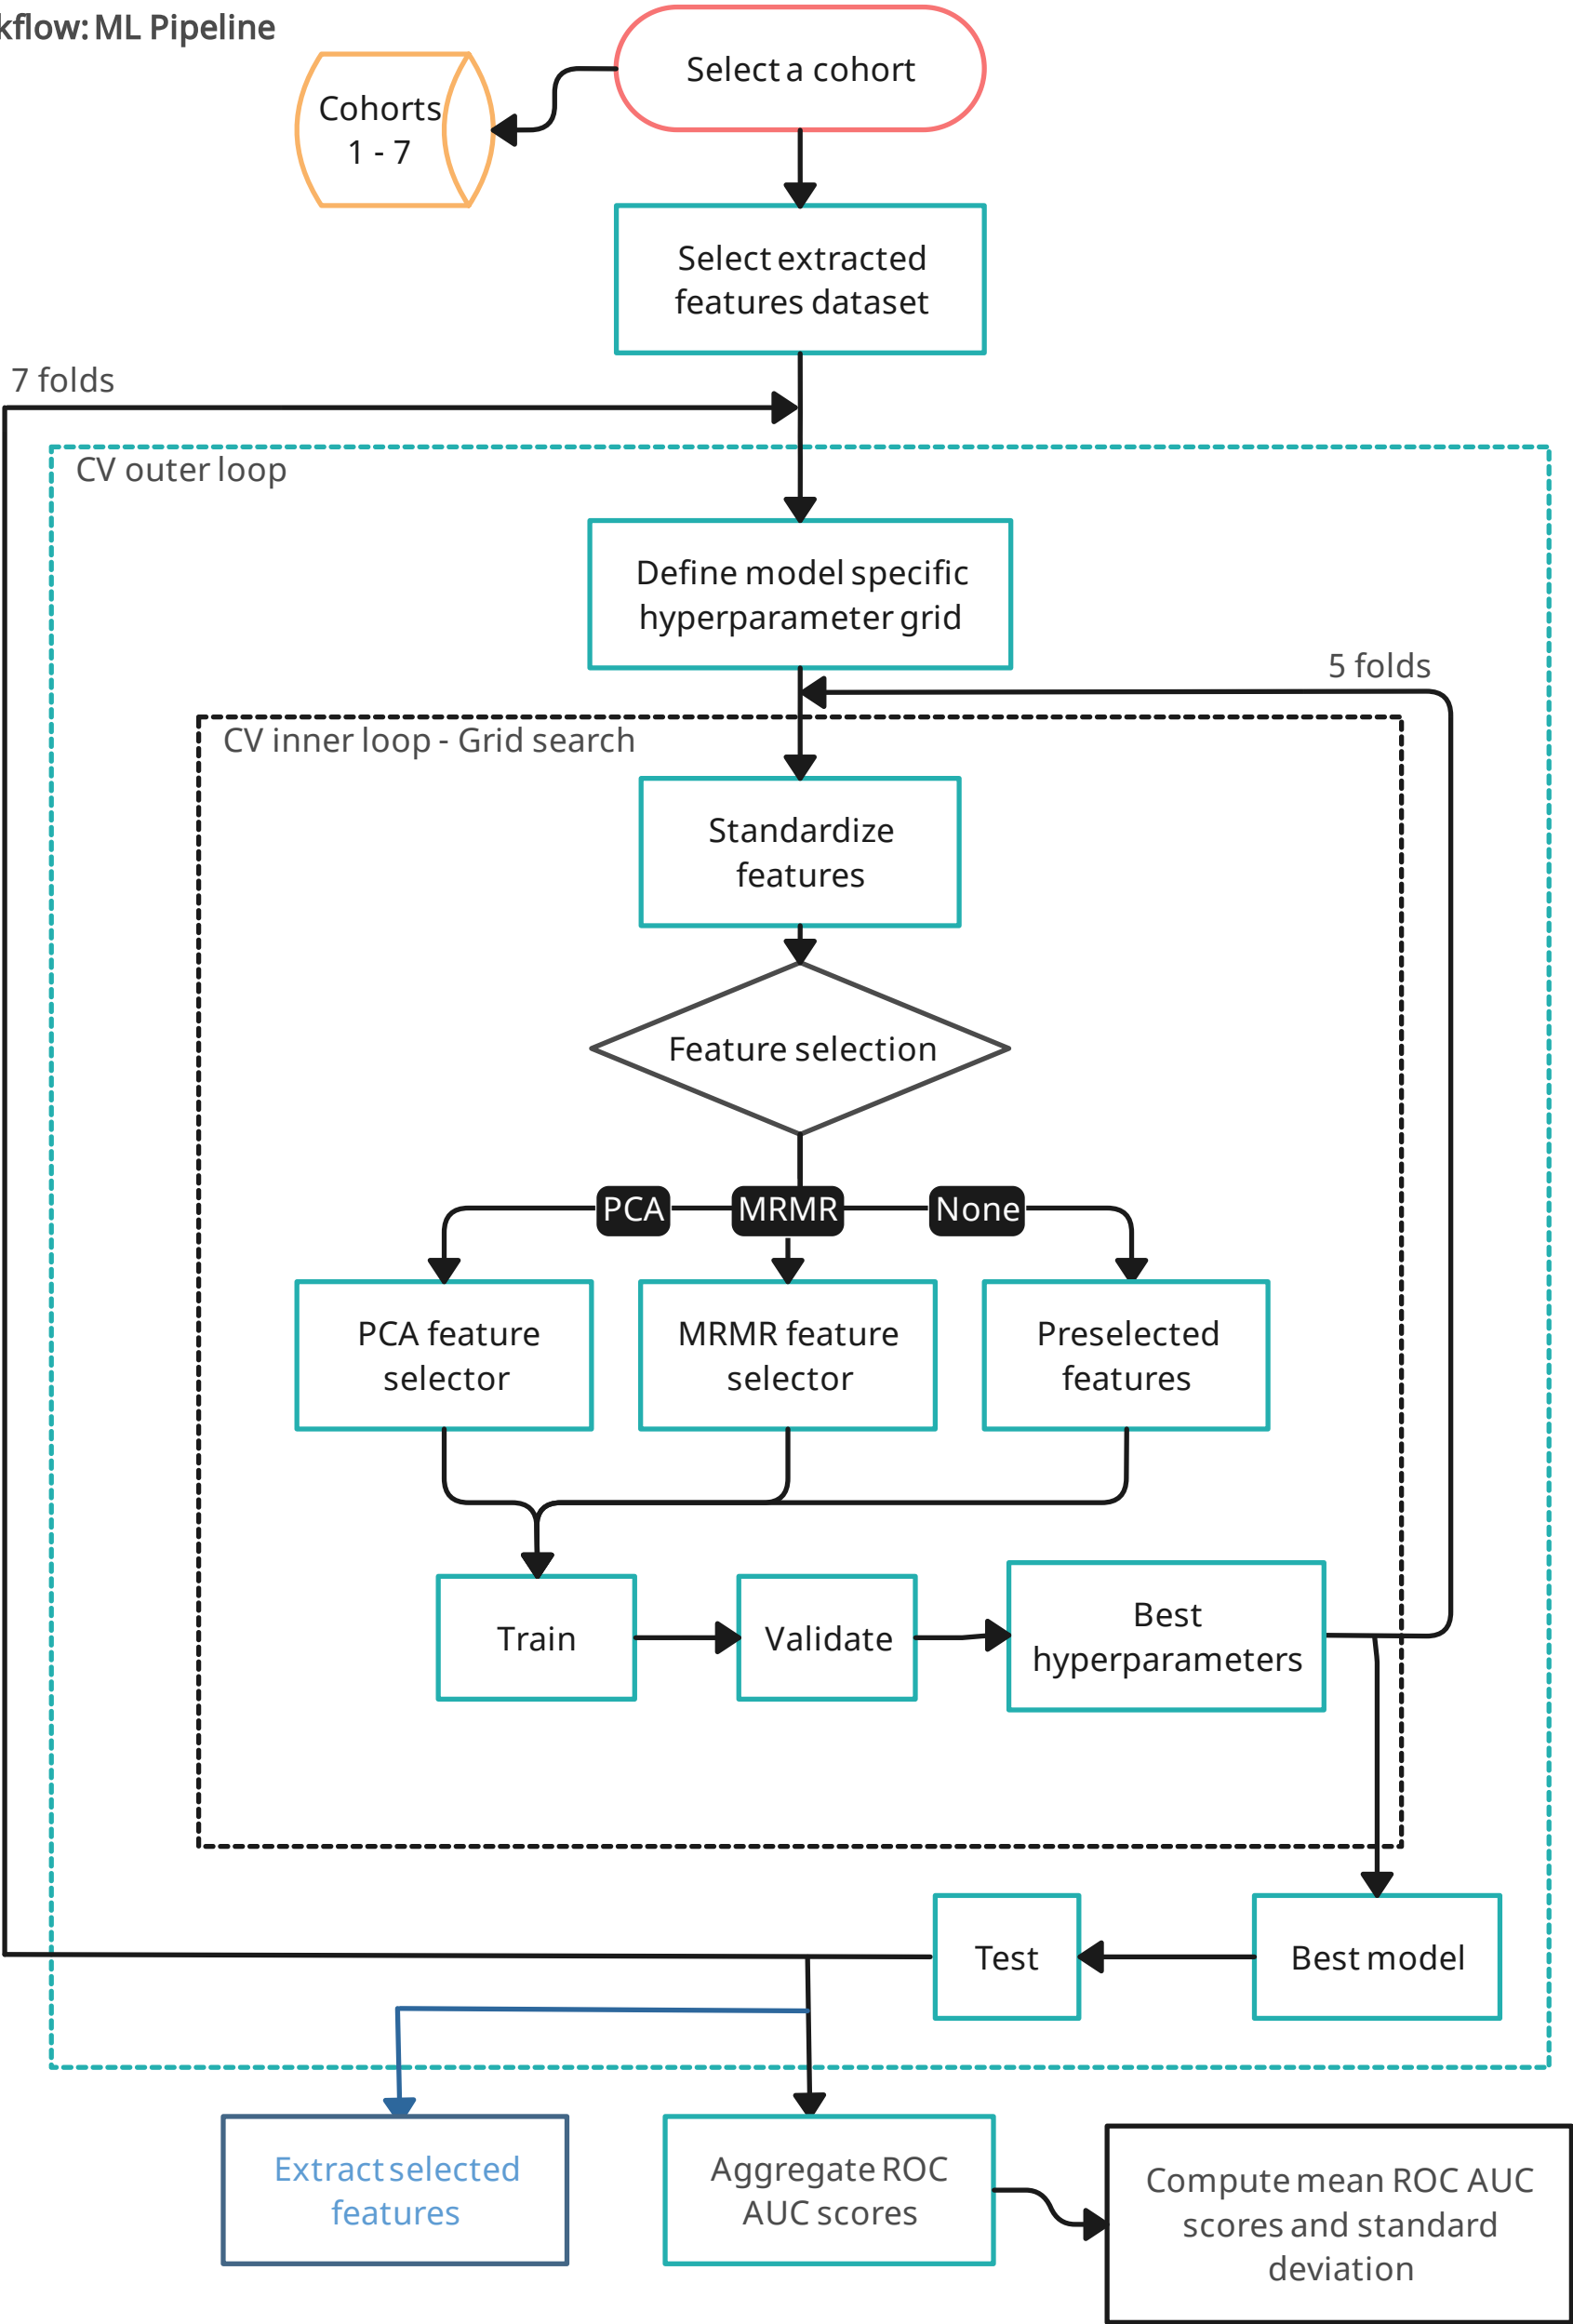 kflow: ML Pipeline
Select a cohort
Cohorts
1 - 7
Select extracted
features dataset
7 folds
CV outer loop
Define model specific
hyperparameter grid
5 folds
CV inner loop - Grid search
Standardize
features
Feature selection
PCA
MRMR
None
PCA feature
selector
MRMR feature
selector
Preselected
features
Train
Validate
Best
hyperparameters
Test
Best model
Extract selected
features
Aggregate ROC
AUC scores
Compute mean ROC AUC
scores and standard
deviation